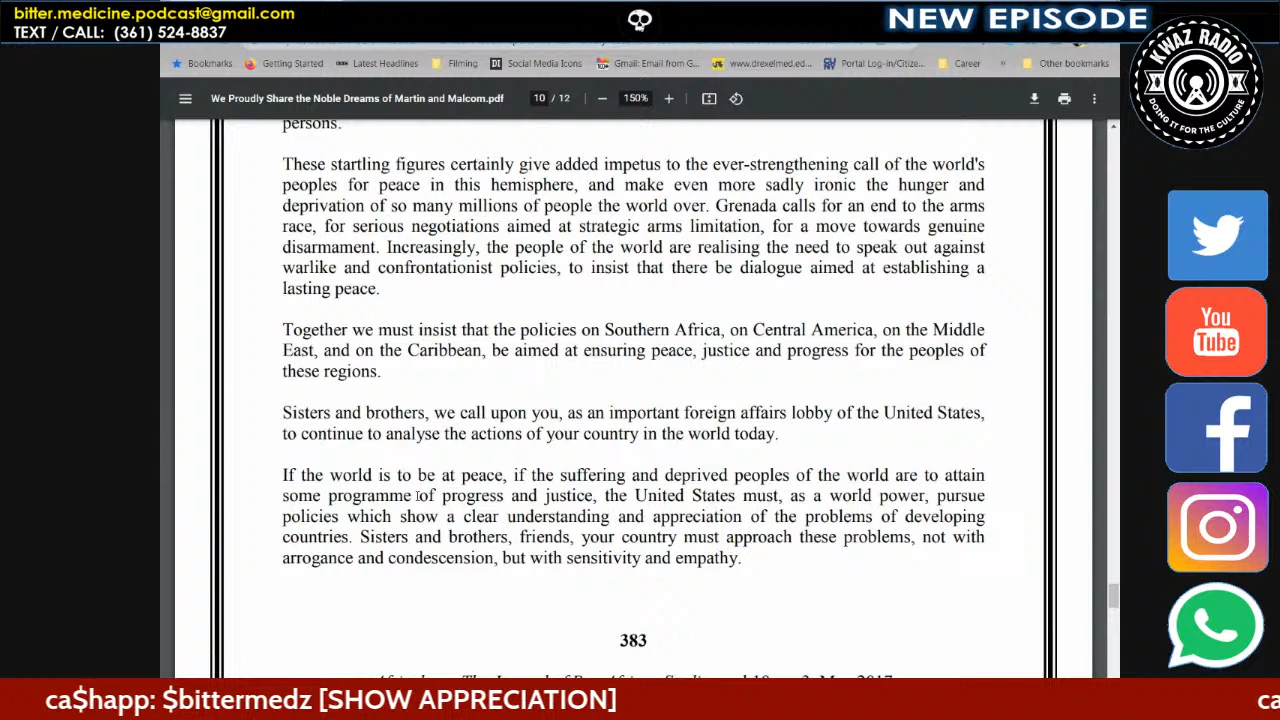 bitter.medicine.podcast@gmail.com
TEXT / CALL: (361) 524-8837
NEW EPISODE
KWAZ RADIO
DOING IT FOR THE CULTURE
Bookmarks
Getting Started
Latest Headlines
Filming
Social Media Icons
Gmail: Email from G...
www.drexelmed.ed...
Portal Log-in/Citize...
Career
»
Other bookmarks
We Proudly Share the Noble Dreams of Martin and Malcom.pdf
10 / 12
150%
persons.
These startling figures certainly give added impetus to the ever-strengthening call of the world's
peoples for peace in this hemisphere, and make even more sadly ironic the hunger and
deprivation of so many millions of people the world over. Grenada calls for an end to the arms
race, for serious negotiations aimed at strategic arms limitation, for a move towards genuine
disarmament. Increasingly, the people of the world are realising the need to speak out against
warlike and confrontationist policies, to insist that there be dialogue aimed at establishing a
lasting peace.
Together we must insist that the policies on Southern Africa, on Central America, on the Middle
East, and on the Caribbean, be aimed at ensuring peace, justice and progress for the peoples of
these regions.
Sisters and brothers, we call upon you, as an important foreign affairs lobby of the United States,
to continue to analyse the actions of your country in the world today.
If the world is to be at peace, if the suffering and deprived peoples of the world are to attain
some programme of progress and justice, the United States must, as a world power, pursue
policies which show a clear understanding and appreciation of the problems of developing
countries. Sisters and brothers, friends, your country must approach these problems, not with
arrogance and condescension, but with sensitivity and empathy.
383
You
Tube
ca$happ: $bittermedz [SHOW APPRECIATION]
ca